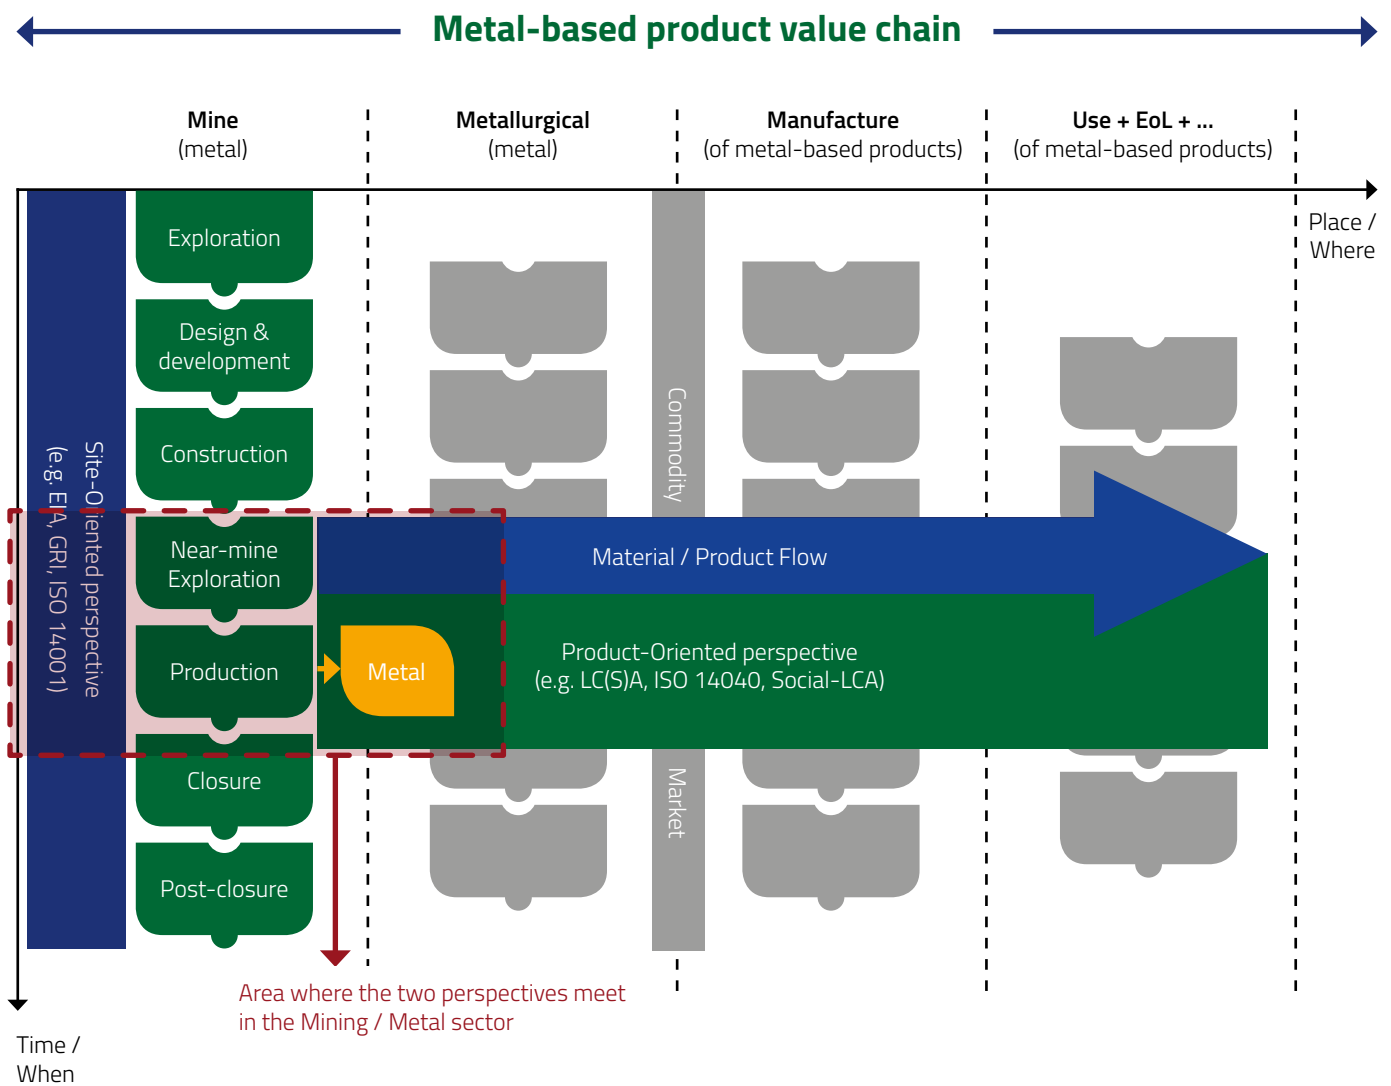 Metal-based product value chain
Mine
(metal)
Metallurgical
(metal)
Manufacture
(of metal-based products)
Use + EoL + ...
(of metal-based products)
Place /
Where
Site-Oriented perspective
(e.g. EIA, GRI, ISO 14001)
Exploration
Design &
development
Construction
Near-mine
Exploration
Production
Closure
Post-closure
Metal
Commodity
Market
Material / Product Flow
Product-Oriented perspective
(e.g. LC(S)A, ISO 14040, Social-LCA)
Area where the two perspectives meet
in the Mining / Metal sector
Time /
When